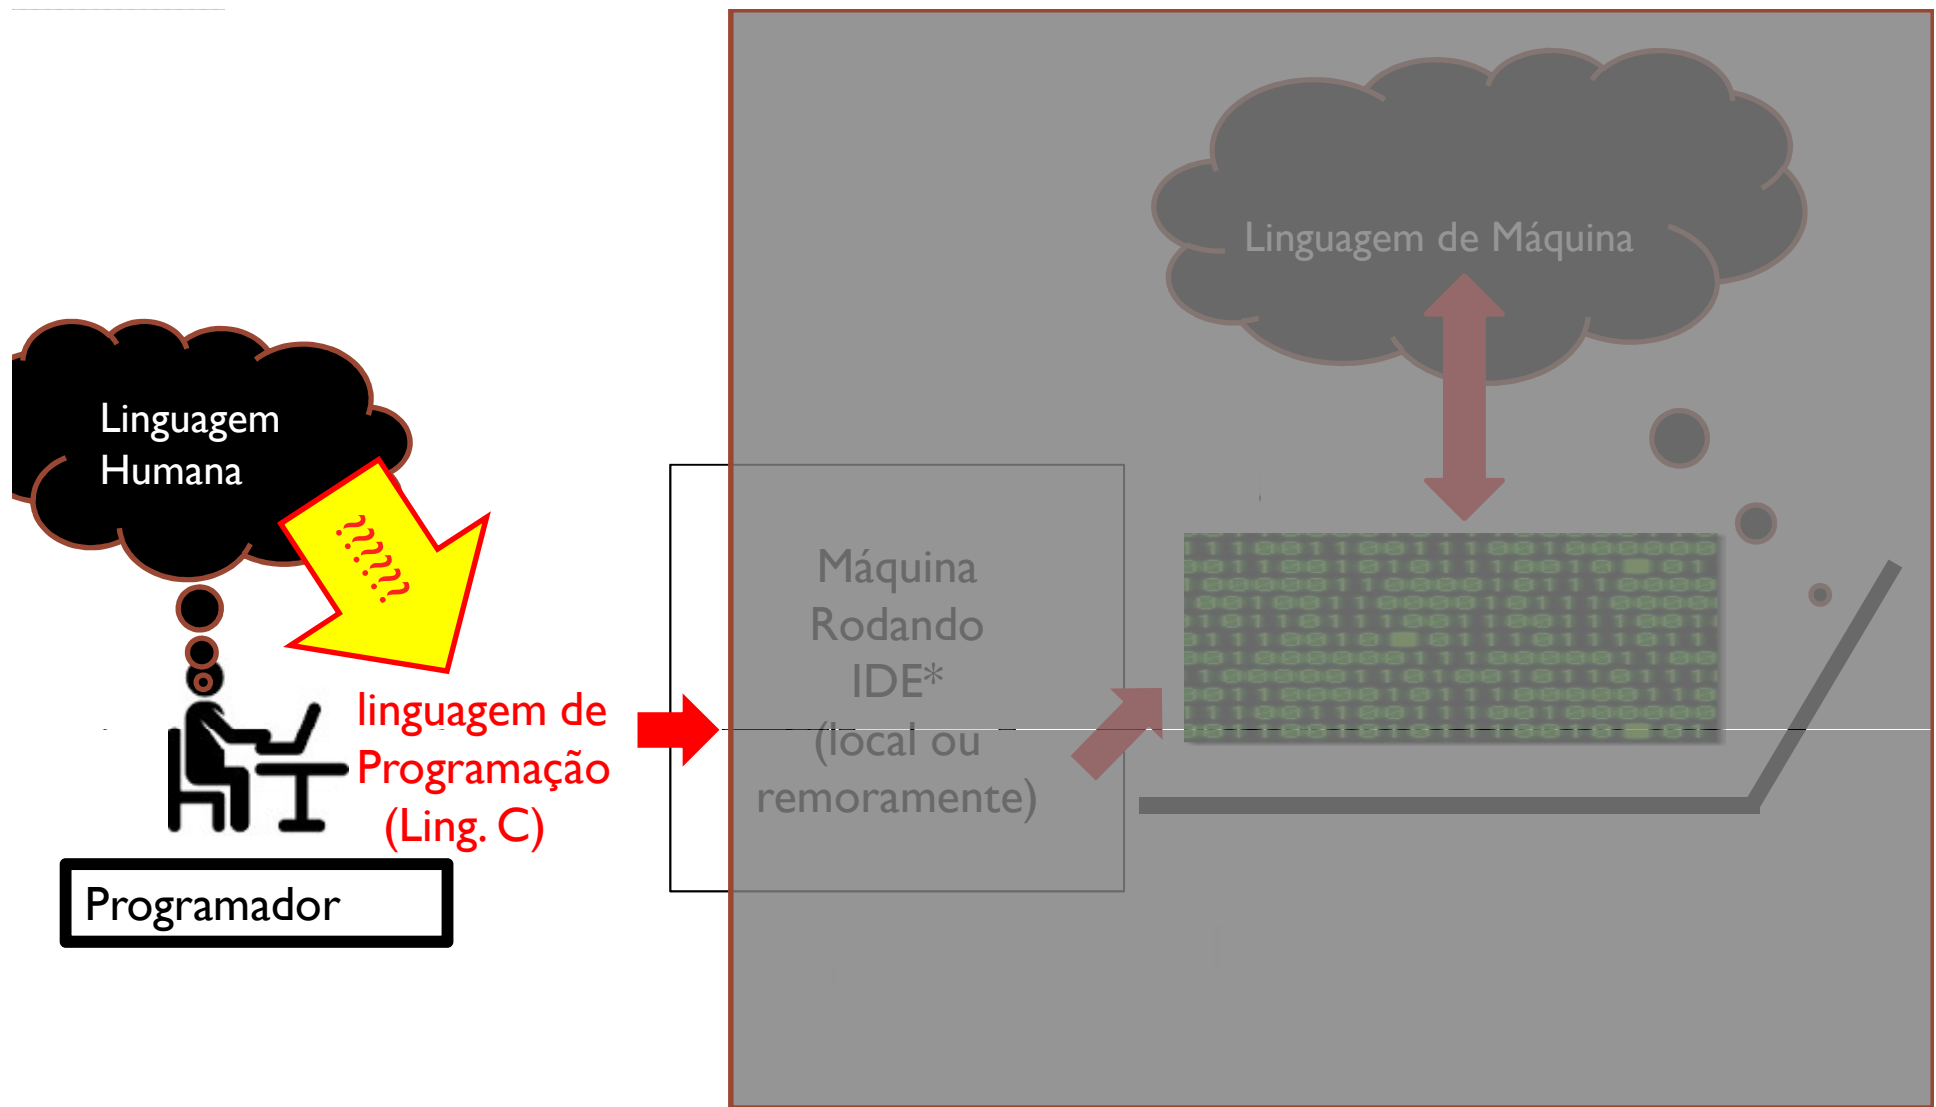 Linguagem de Máquina
Linguagem
Humana
??????
Máquina
Rodando
IDE*
(local ou
remoramente)
linguagem de
Programação
(Ling. C)
Programador